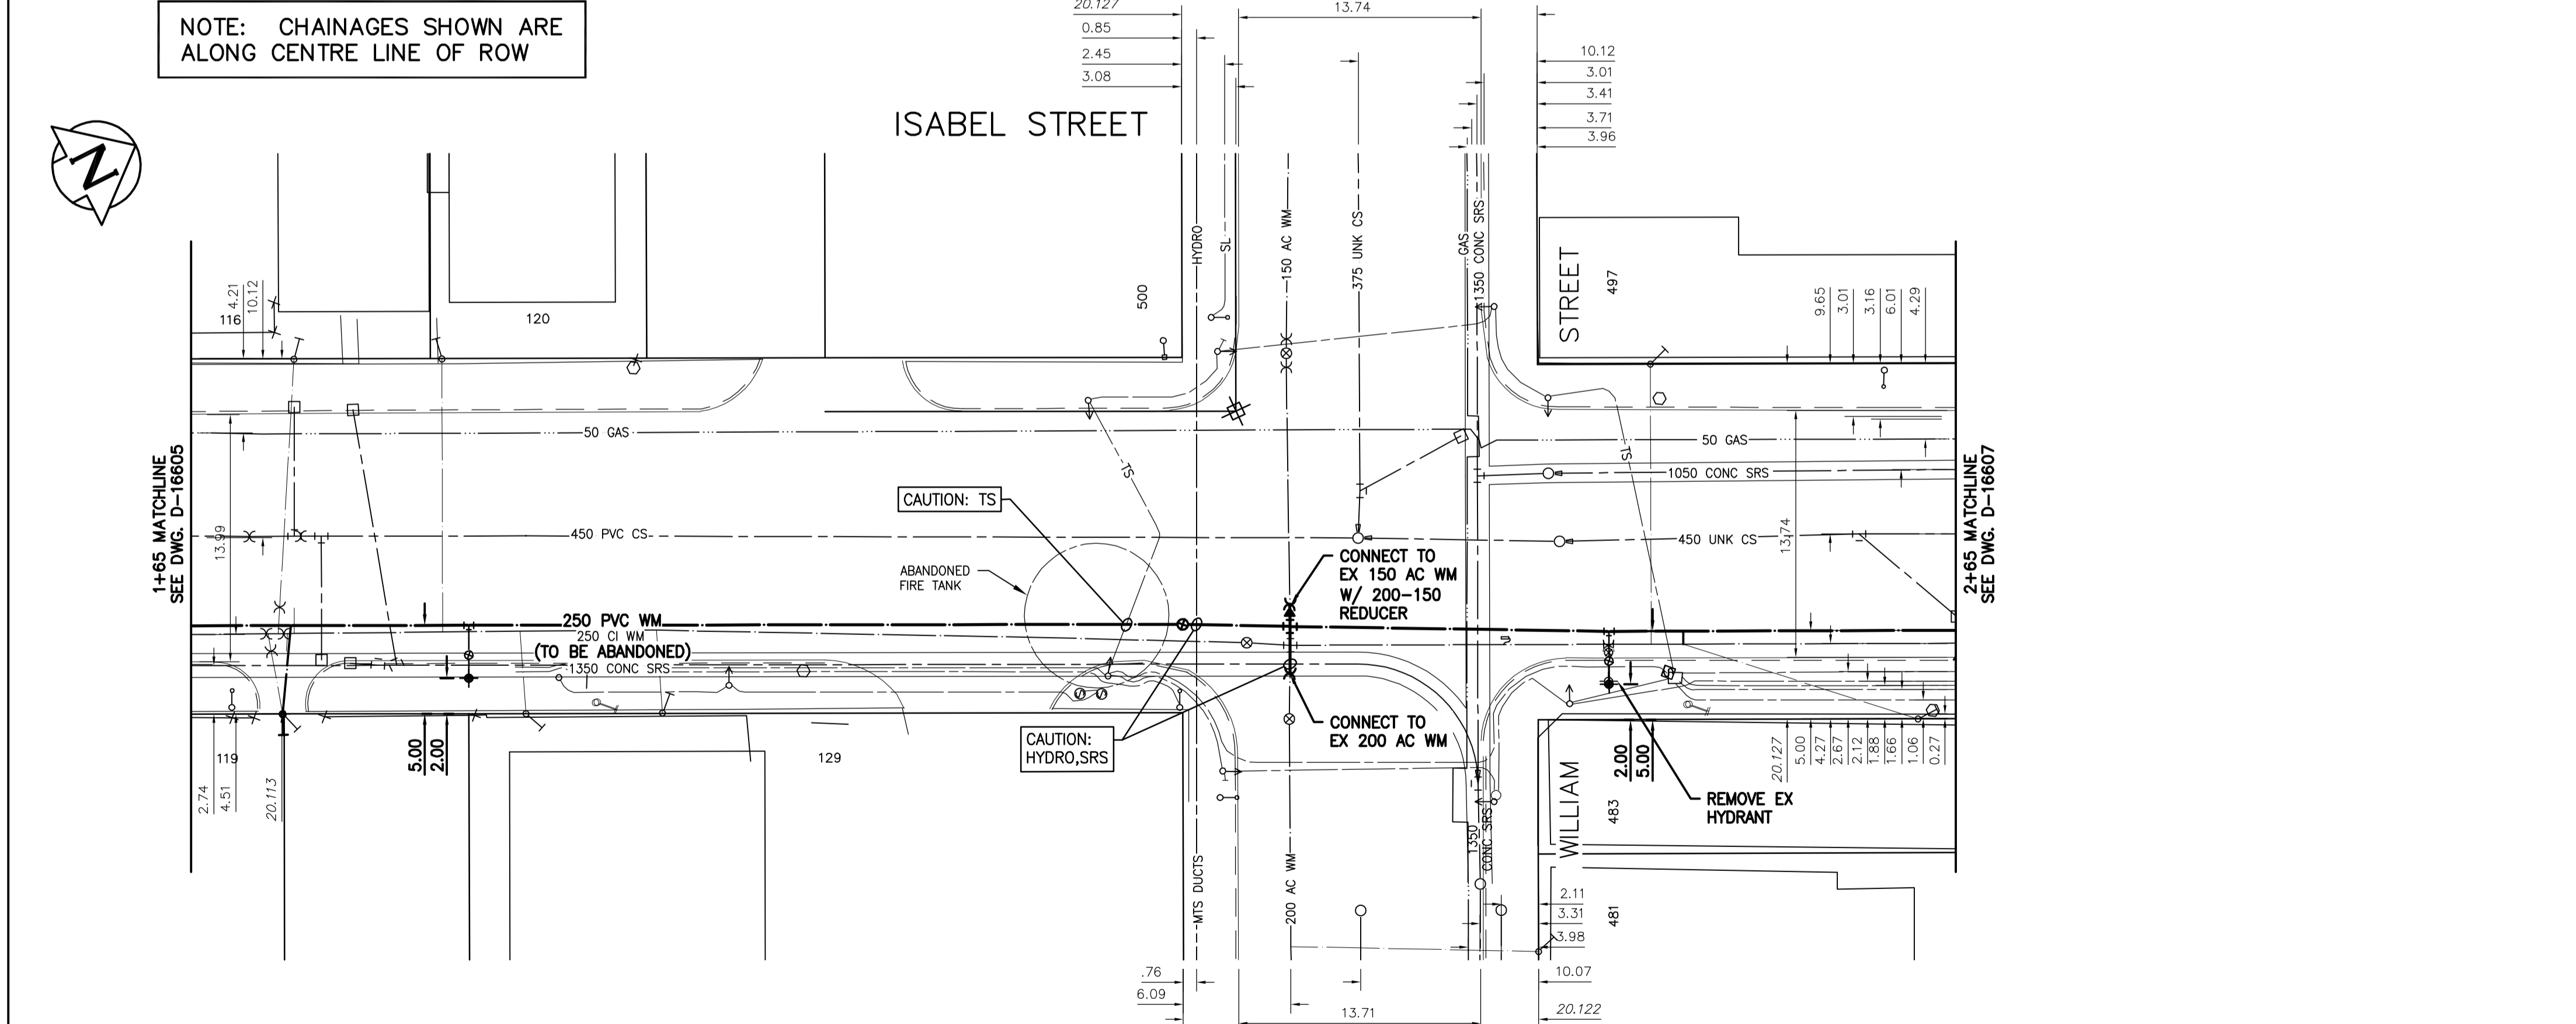 NOTE: CHAINAGES SHOWN ARE
ALONG CENTRE LINE OF ROW
20.127
0.85
2.45
3.08
13.74
10.12
3.01
3.41
3.71
3.96
ISABEL STREET
N
HYDRO
SL
150 AC WM
375 UNK CS
GAS
1350 CONC SRS
STREET
497
500
116
4.21
10.12
120
9.65
3.01
3.16
6.01
4.29
50 GAS
50 GAS
TS
TS
1050 CONC SRS
1+65 MATCHLINE
SEE DWG. D-16605
2+65 MATCHLINE
SEE DWG. D-16607
CAUTION: TS
13.99
450 PVC CS
450 UNK CS
13.74
ABANDONED
FIRE TANK
CONNECT TO
EX 150 AC WM
W/ 200-150
REDUCER
250 PVC WM
250 CI WM
(TO BE ABANDONED)
1350 CONC SRS
CONNECT TO
EX 200 AC WM
CAUTION:
HYDRO,SRS
5.00
2.00
119
2.74
4.51
20.113
129
2.00
5.00
20.127
5.00
4.27
2.67
2.12
1.88
1.66
1.06
0.27
REMOVE EX
HYDRANT
WILLIAM
483
481
MTS DUCTS
200 AC WM
1350
CONC SRS
2.11
3.31
3.98
.76
6.09
13.71
10.07
20.122